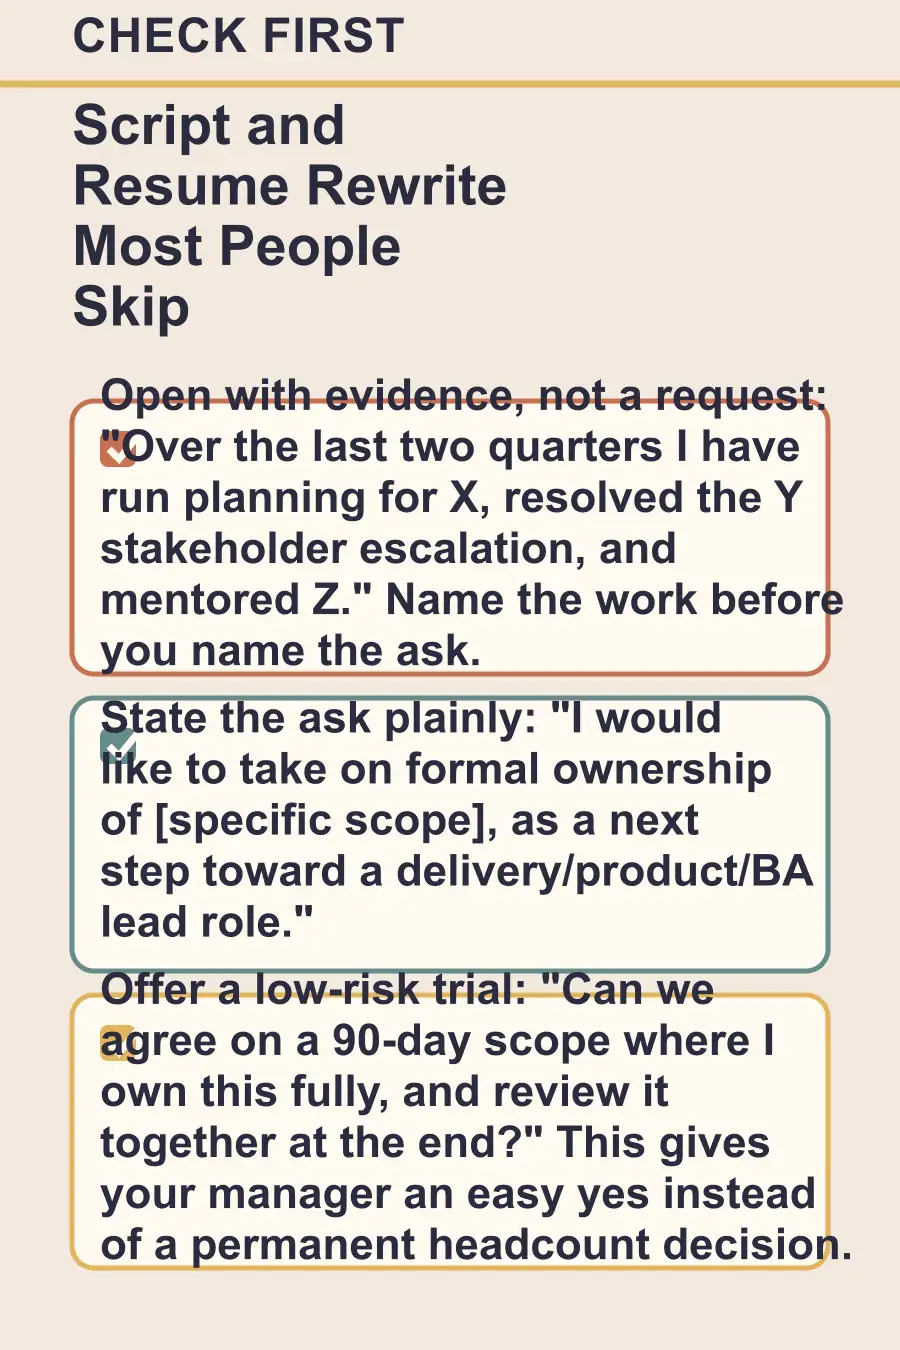 CHECK FIRST
Script and
Resume Rewrite
Most People
Skip
Open with evidence, not a request:
"Over the last two quarters I have
run planning for X, resolved the Y
stakeholder escalation, and
mentored Z." Name the work before
you name the ask.
State the ask plainly: "I would
like to take on formal ownership
of [specific scope], as a next
step toward a delivery/product/BA
lead role."
Offer a low-risk trial: "Can we
agree on a 90-day scope where I
own this fully, and review it
together at the end?" This gives
your manager an easy yes instead
of a permanent headcount decision.